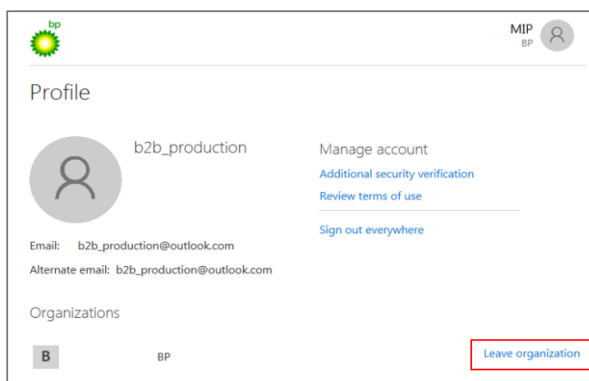 bp
MIP
BP
Profile
b2b_production
Manage account
Additional security verification
Review terms of use
Sign out everywhere
Email: b2b_production@outlook.com
Alternate email: b2b_production@outlook.com
Organizations
B BP Leave organization